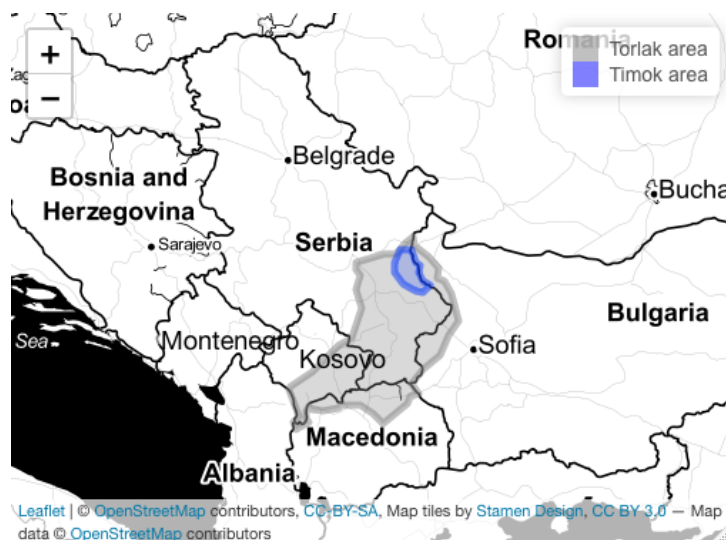 +
−
Romania
Torlak area
Timok area
Zag
oa
Belgrade
Bosnia and
Herzegovina
Bucha
Sarajevo
Serbia
Bulgaria
Sea
Montenegro
Kosovo
Sofia
Macedonia
Albania
Leaflet | © OpenStreetMap contributors, CC-BY-SA, Map tiles by Stamen Design, CC BY 3.0 — Map
data © OpenStreetMap contributors